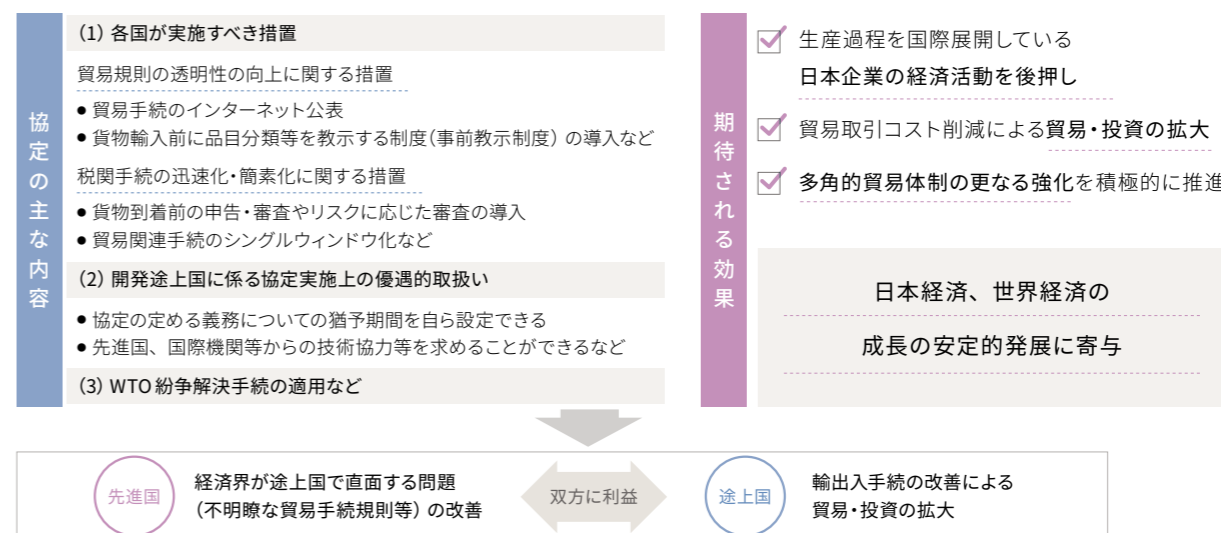 協定の主な内容
(1) 各国が実施すべき措置
貿易規則の透明性の向上に関する措置
● 貿易手続のインターネット公表
● 貨物輸入前に品目分類等を教示する制度(事前教示制度) の導入など
税関手続の迅速化・簡素化に関する措置
● 貨物到着前の申告・審査やリスクに応じた審査の導入
● 貿易関連手続のシングルウィンドウ化など
(2) 開発途上国に係る協定実施上の優遇的取扱い
● 協定の定める義務についての猶予期間を自ら設定できる
● 先進国、国際機関等からの技術協力等を求めることができるなど
(3) WTO 紛争解決手続の適用など
期待される効果
生産過程を国際展開している
日本企業の経済活動を後押し
貿易取引コスト削減による貿易・投資の拡大
多角的貿易体制の更なる強化を積極的に推進
日本経済、世界経済の
成長の安定的発展に寄与
先進国
経済界が途上国で直面する問題
(不明瞭な貿易手続規則等) の改善
双方に利益
途上国
輸出入手続の改善による
貿易・投資の拡大